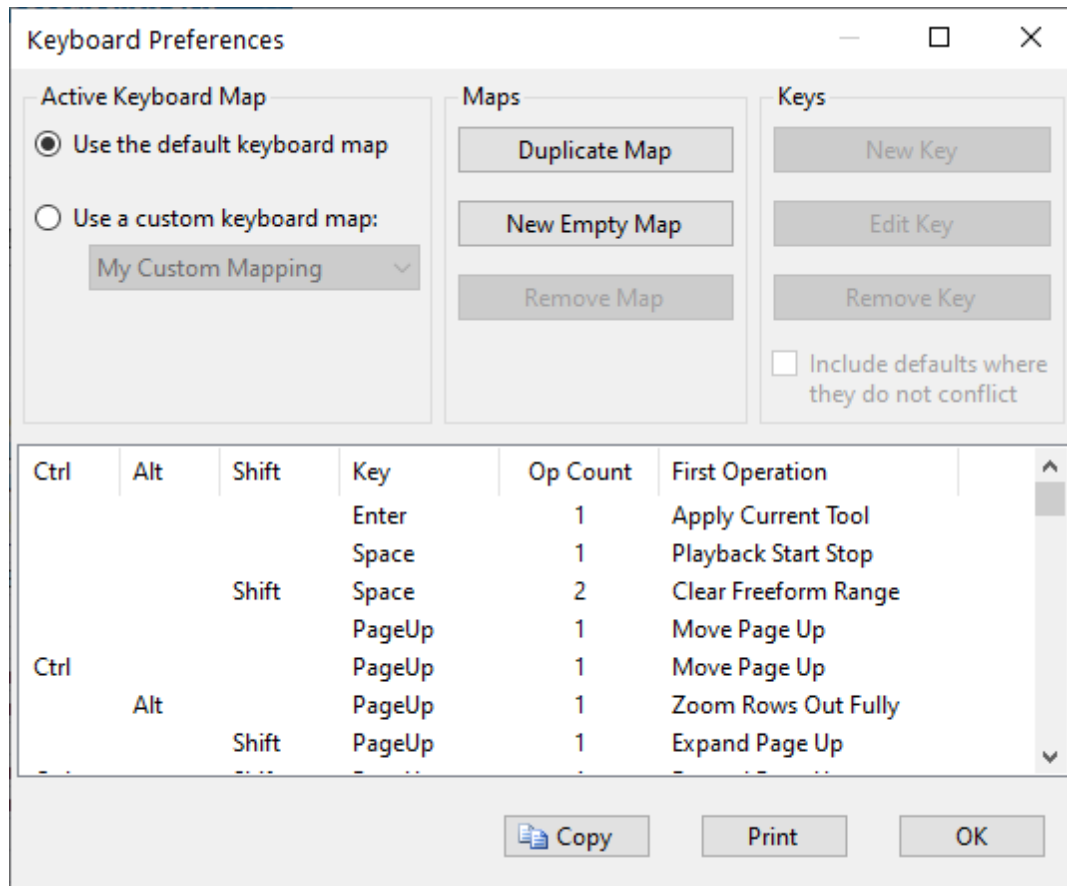 Keyboard Preferences
Active Keyboard Map
Use the default keyboard map
Use a custom keyboard map:
My Custom Mapping
Maps
Duplicate Map
New Empty Map
Remove Map
Keys
New Key
Edit Key
Remove Key
Include defaults where
they do not conflict
Ctrl Alt Shift Key Op Count First Operation
Enter 1 Apply Current Tool
Space 1 Playback Start Stop
Shift Space 2 Clear Freeform Range
PageUp 1 Move Page Up
Ctrl PageUp 1 Move Page Up
Alt PageUp 1 Zoom Rows Out Fully
Shift PageUp 1 Expand Page Up
Copy
Print
OK